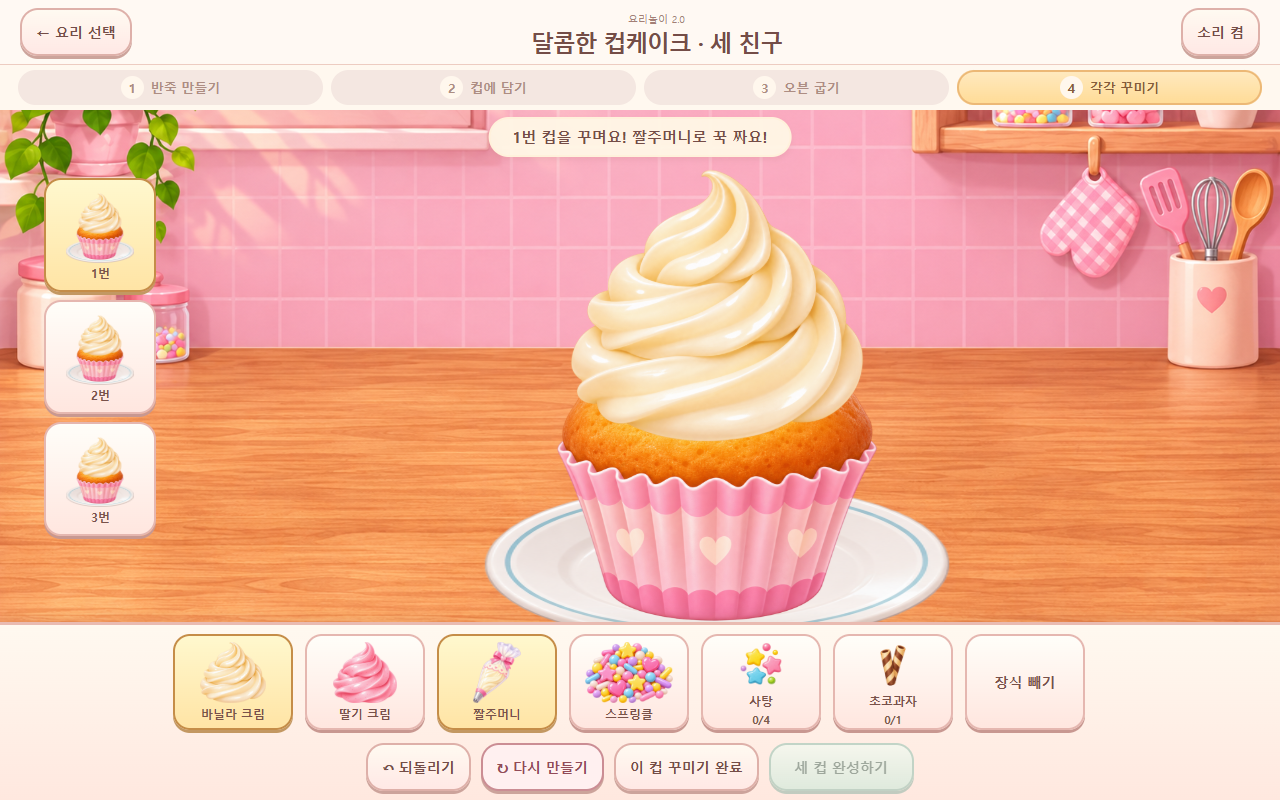 ← 요리 선택
요리놀이 2.0
달콤한 컵케이크 · 세 친구
소리 켬
1 반죽 만들기
2 컵에 담기
3 오븐 굽기
4 각각 꾸미기
1번 컵을 꾸며요! 짤주머니로 꾹 짜요!
1번
2번
3번
바닐라 크림
딸기 크림
짤주머니
스프링클
사탕
0/4
초코과자
0/1
장식 빼기
↶ 되돌리기
↻ 다시 만들기
이 컵 꾸미기 완료
세 컵 완성하기